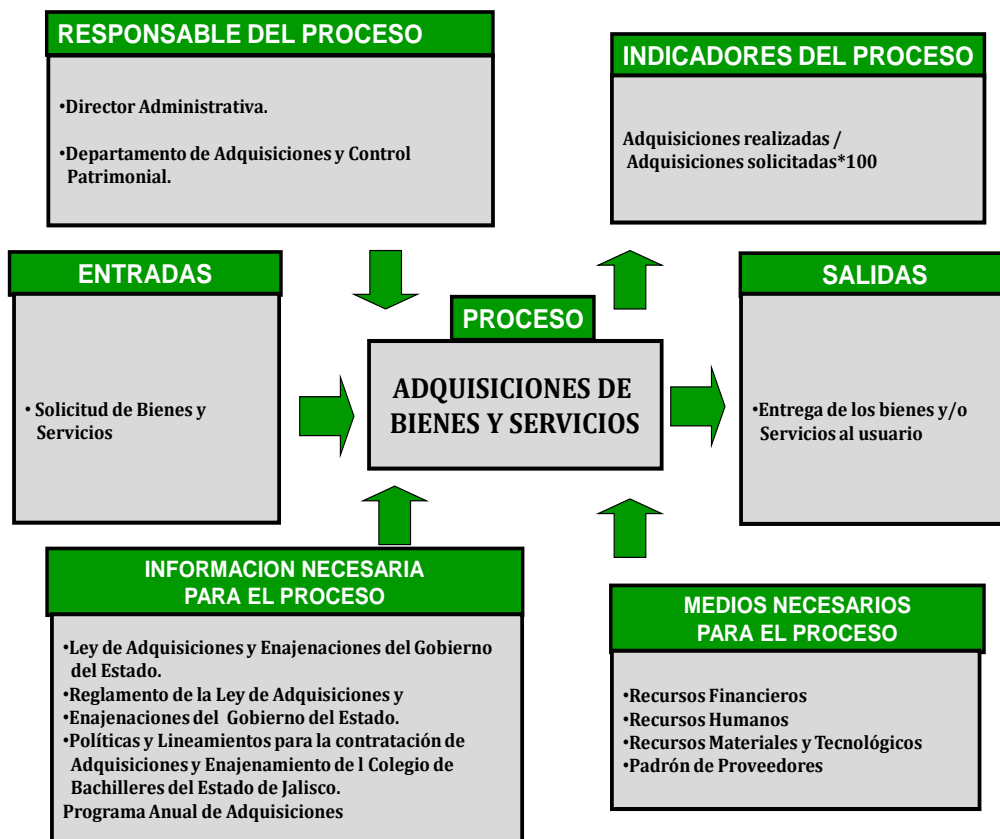 RESPONSABLE DEL PROCESO
•Director Administrativa.
•Departamento de Adquisiciones y Control
Patrimonial.
INDICADORES DEL PROCESO
Adquisiciones realizadas /
Adquisiciones solicitadas*100
ENTRADAS
• Solicitud de Bienes y
Servicios
PROCESO
ADQUISICIONES DE
BIENES Y SERVICIOS
SALIDAS
•Entrega de los bienes y/o
Servicios al usuario
INFORMACION NECESARIA
PARA EL PROCESO
•Ley de Adquisiciones y Enajenaciones del Gobierno
del Estado.
•Reglamento de la Ley de Adquisiciones y
•Enajenaciones del Gobierno del Estado.
•Políticas y Lineamientos para la contratación de
Adquisiciones y Enajenamiento de l Colegio de
Bachilleres del Estado de Jalisco.
Programa Anual de Adquisiciones
MEDIOS NECESARIOS
PARA EL PROCESO
•Recursos Financieros
•Recursos Humanos
•Recursos Materiales y Tecnológicos
•Padrón de Proveedores